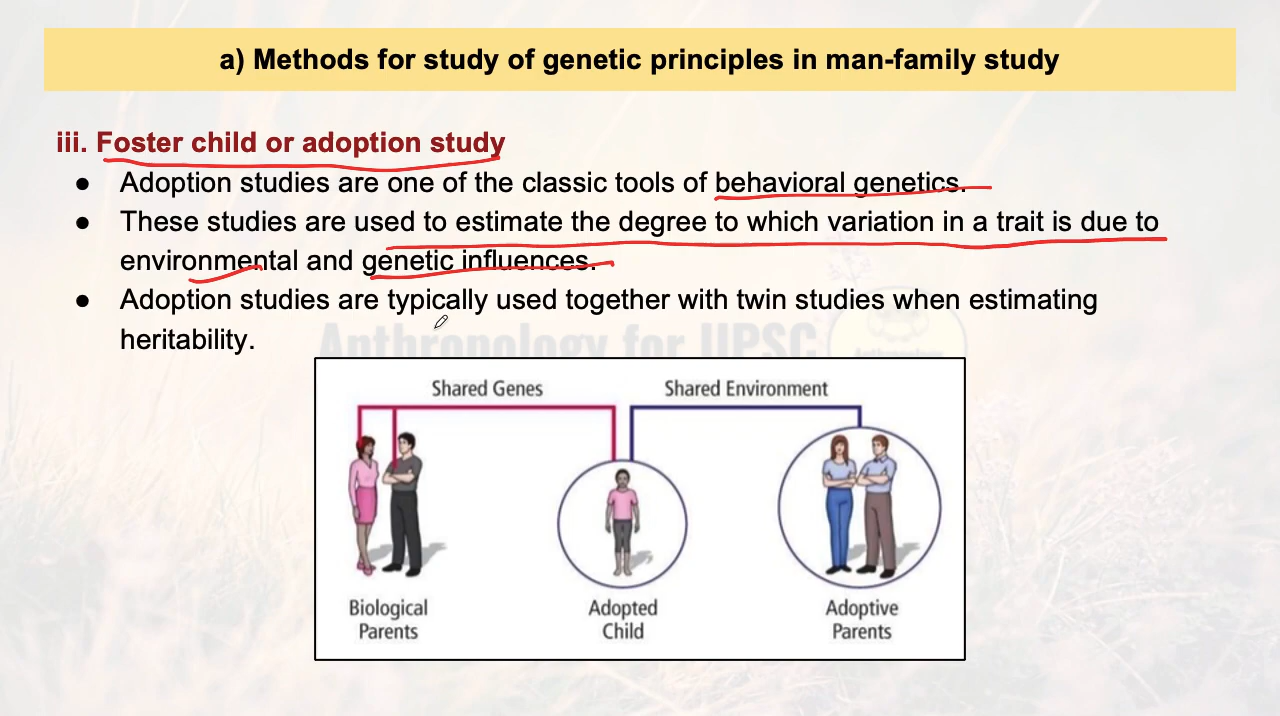 a) Methods for study of genetic principles in man-family study
iii. Foster child or adoption study
● Adoption studies are one of the classic tools of behavioral genetics.
● These studies are used to estimate the degree to which variation in a trait is due to
environmental and genetic influences.
● Adoption studies are typically used together with twin studies when estimating
heritability.
Anthropology for UPSC
Shared Genes
Shared Environment
Biological
Parents
Adopted
Child
Adoptive
Parents